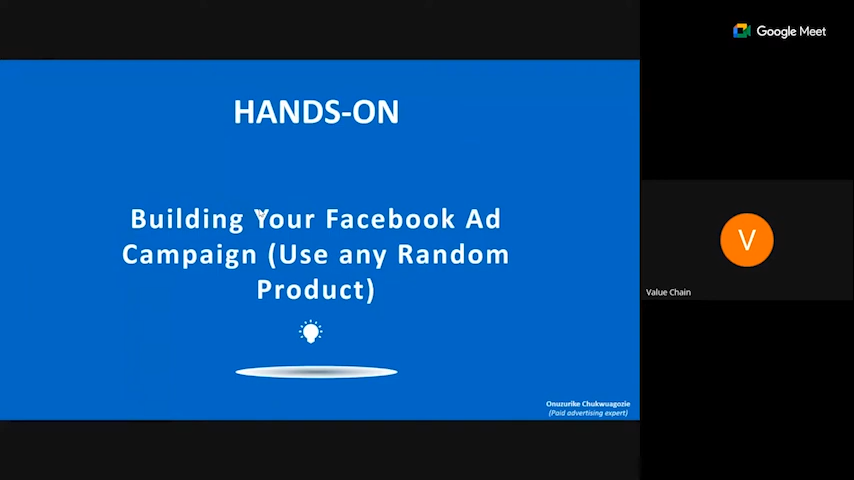 HANDS-ON
Building Your Facebook Ad
Campaign (Use any Random
Product)
Onuzurike Chukwuagozie
(Paid advertising expert)
Google Meet
V
Value Chain